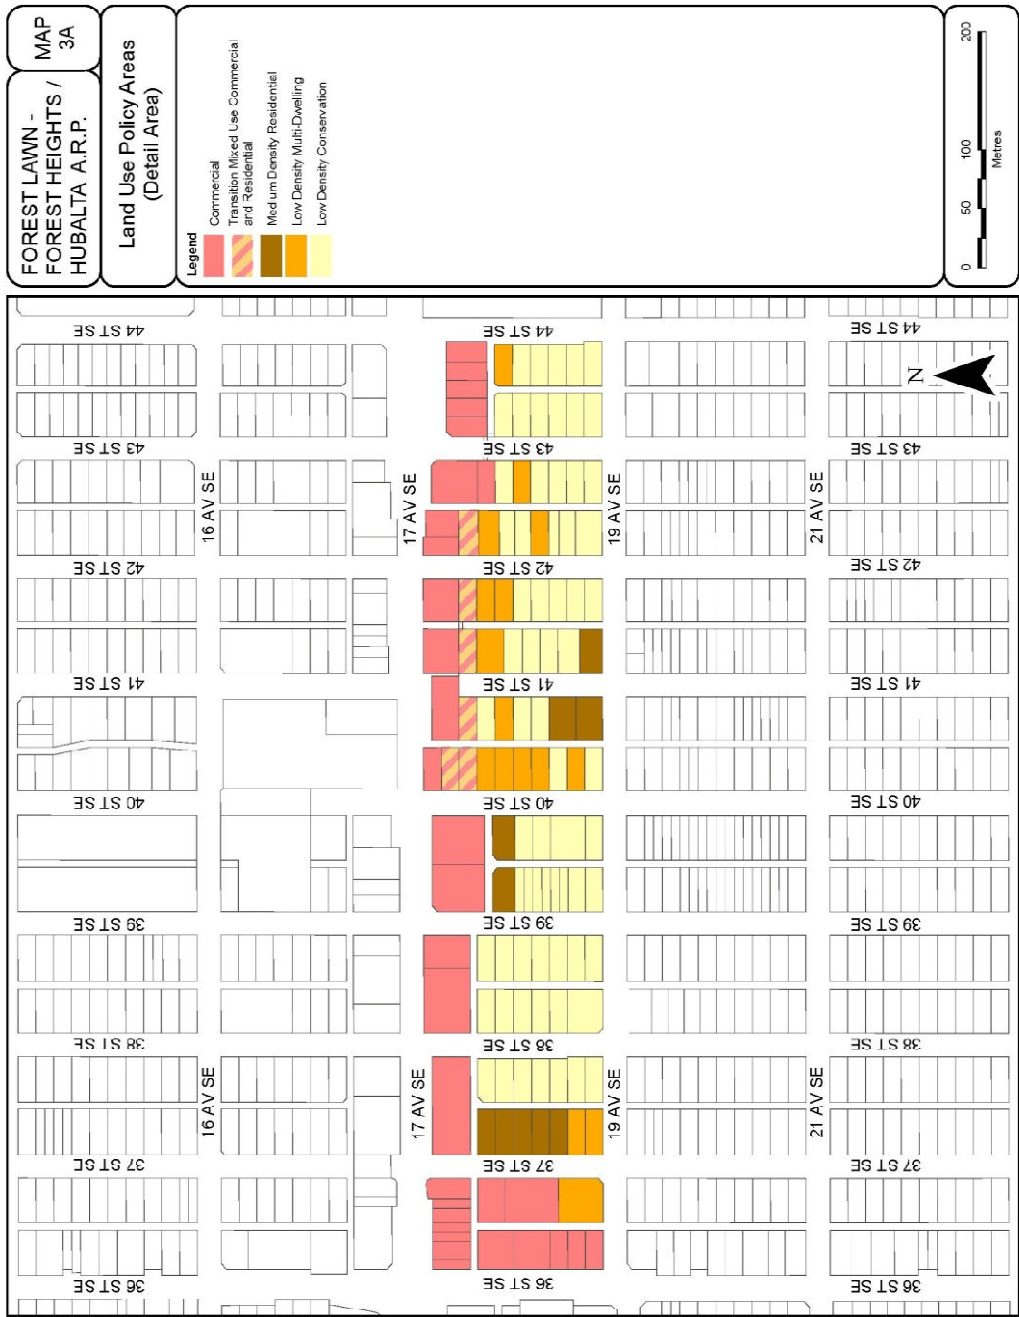 FOREST LAWN -
FOREST HEIGHTS /
HUBALTA A.R.P.
MAP
3A
Land Use Policy Areas
(Detail Area)
Legend
Commercial
Transition Mixed Use Commercial
and Residential
Medium Density Residential
Low Density Multi-Dwelling
Low Density Conservation
0 50 100 200
Metres
44 ST SE
44 ST SE
44 ST SE
N
43 ST SE
43 ST SE
43 ST SE
16 AV SE
17 AV SE
19 AV SE
21 AV SE
42 ST SE
42 ST SE
42 ST SE
41 ST SE
41 ST SE
41 ST SE
40 ST SE
40 ST SE
40 ST SE
39 ST SE
39 ST SE
39 ST SE
38 ST SE
38 ST SE
38 ST SE
16 AV SE
17 AV SE
19 AV SE
21 AV SE
37 ST SE
37 ST SE
37 ST SE
36 ST SE
36 ST SE
36 ST SE